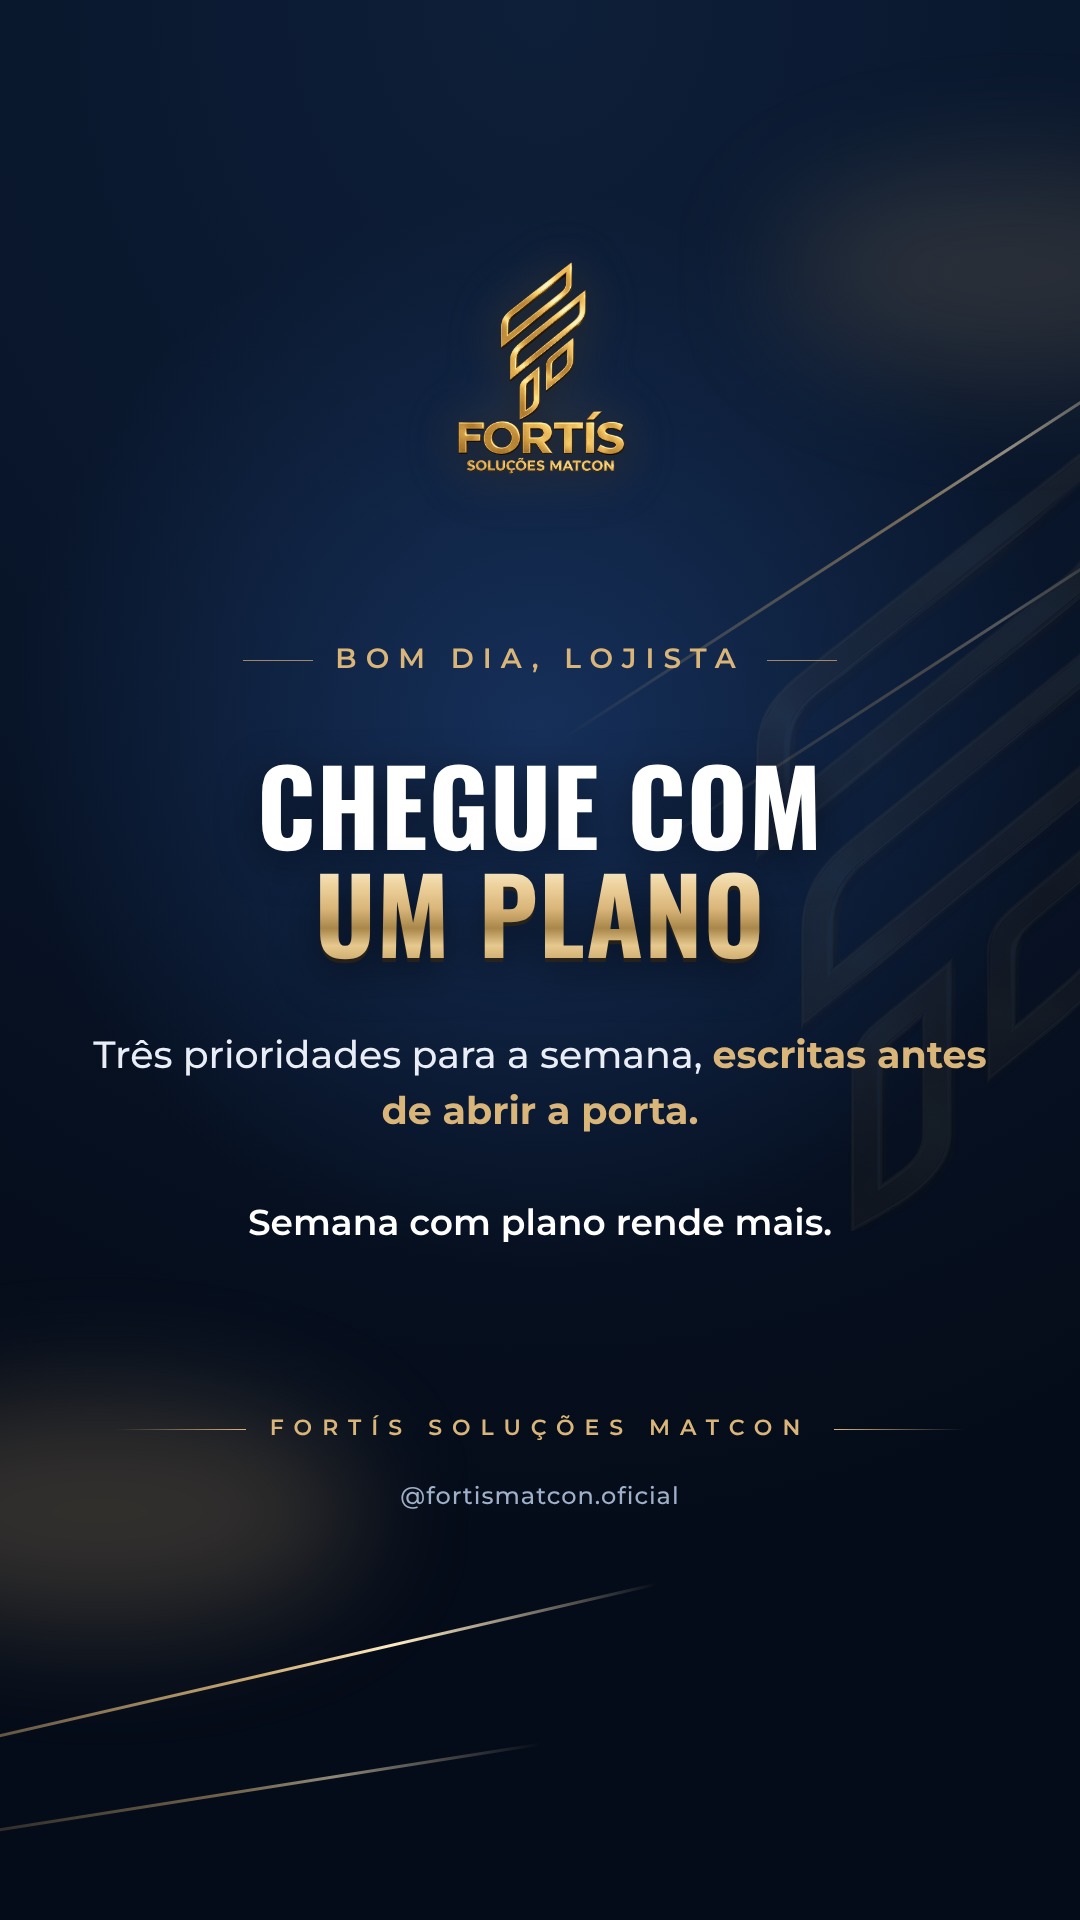 FORTÍS
SOLUÇÕES MATCON
BOM DIA, LOJISTA
CHEGUE COM
UM PLANO
Três prioridades para a semana, escritas antes
de abrir a porta.
Semana com plano rende mais.
FORTÍS SOLUÇÕES MATCON
@fortismatcon.oficial